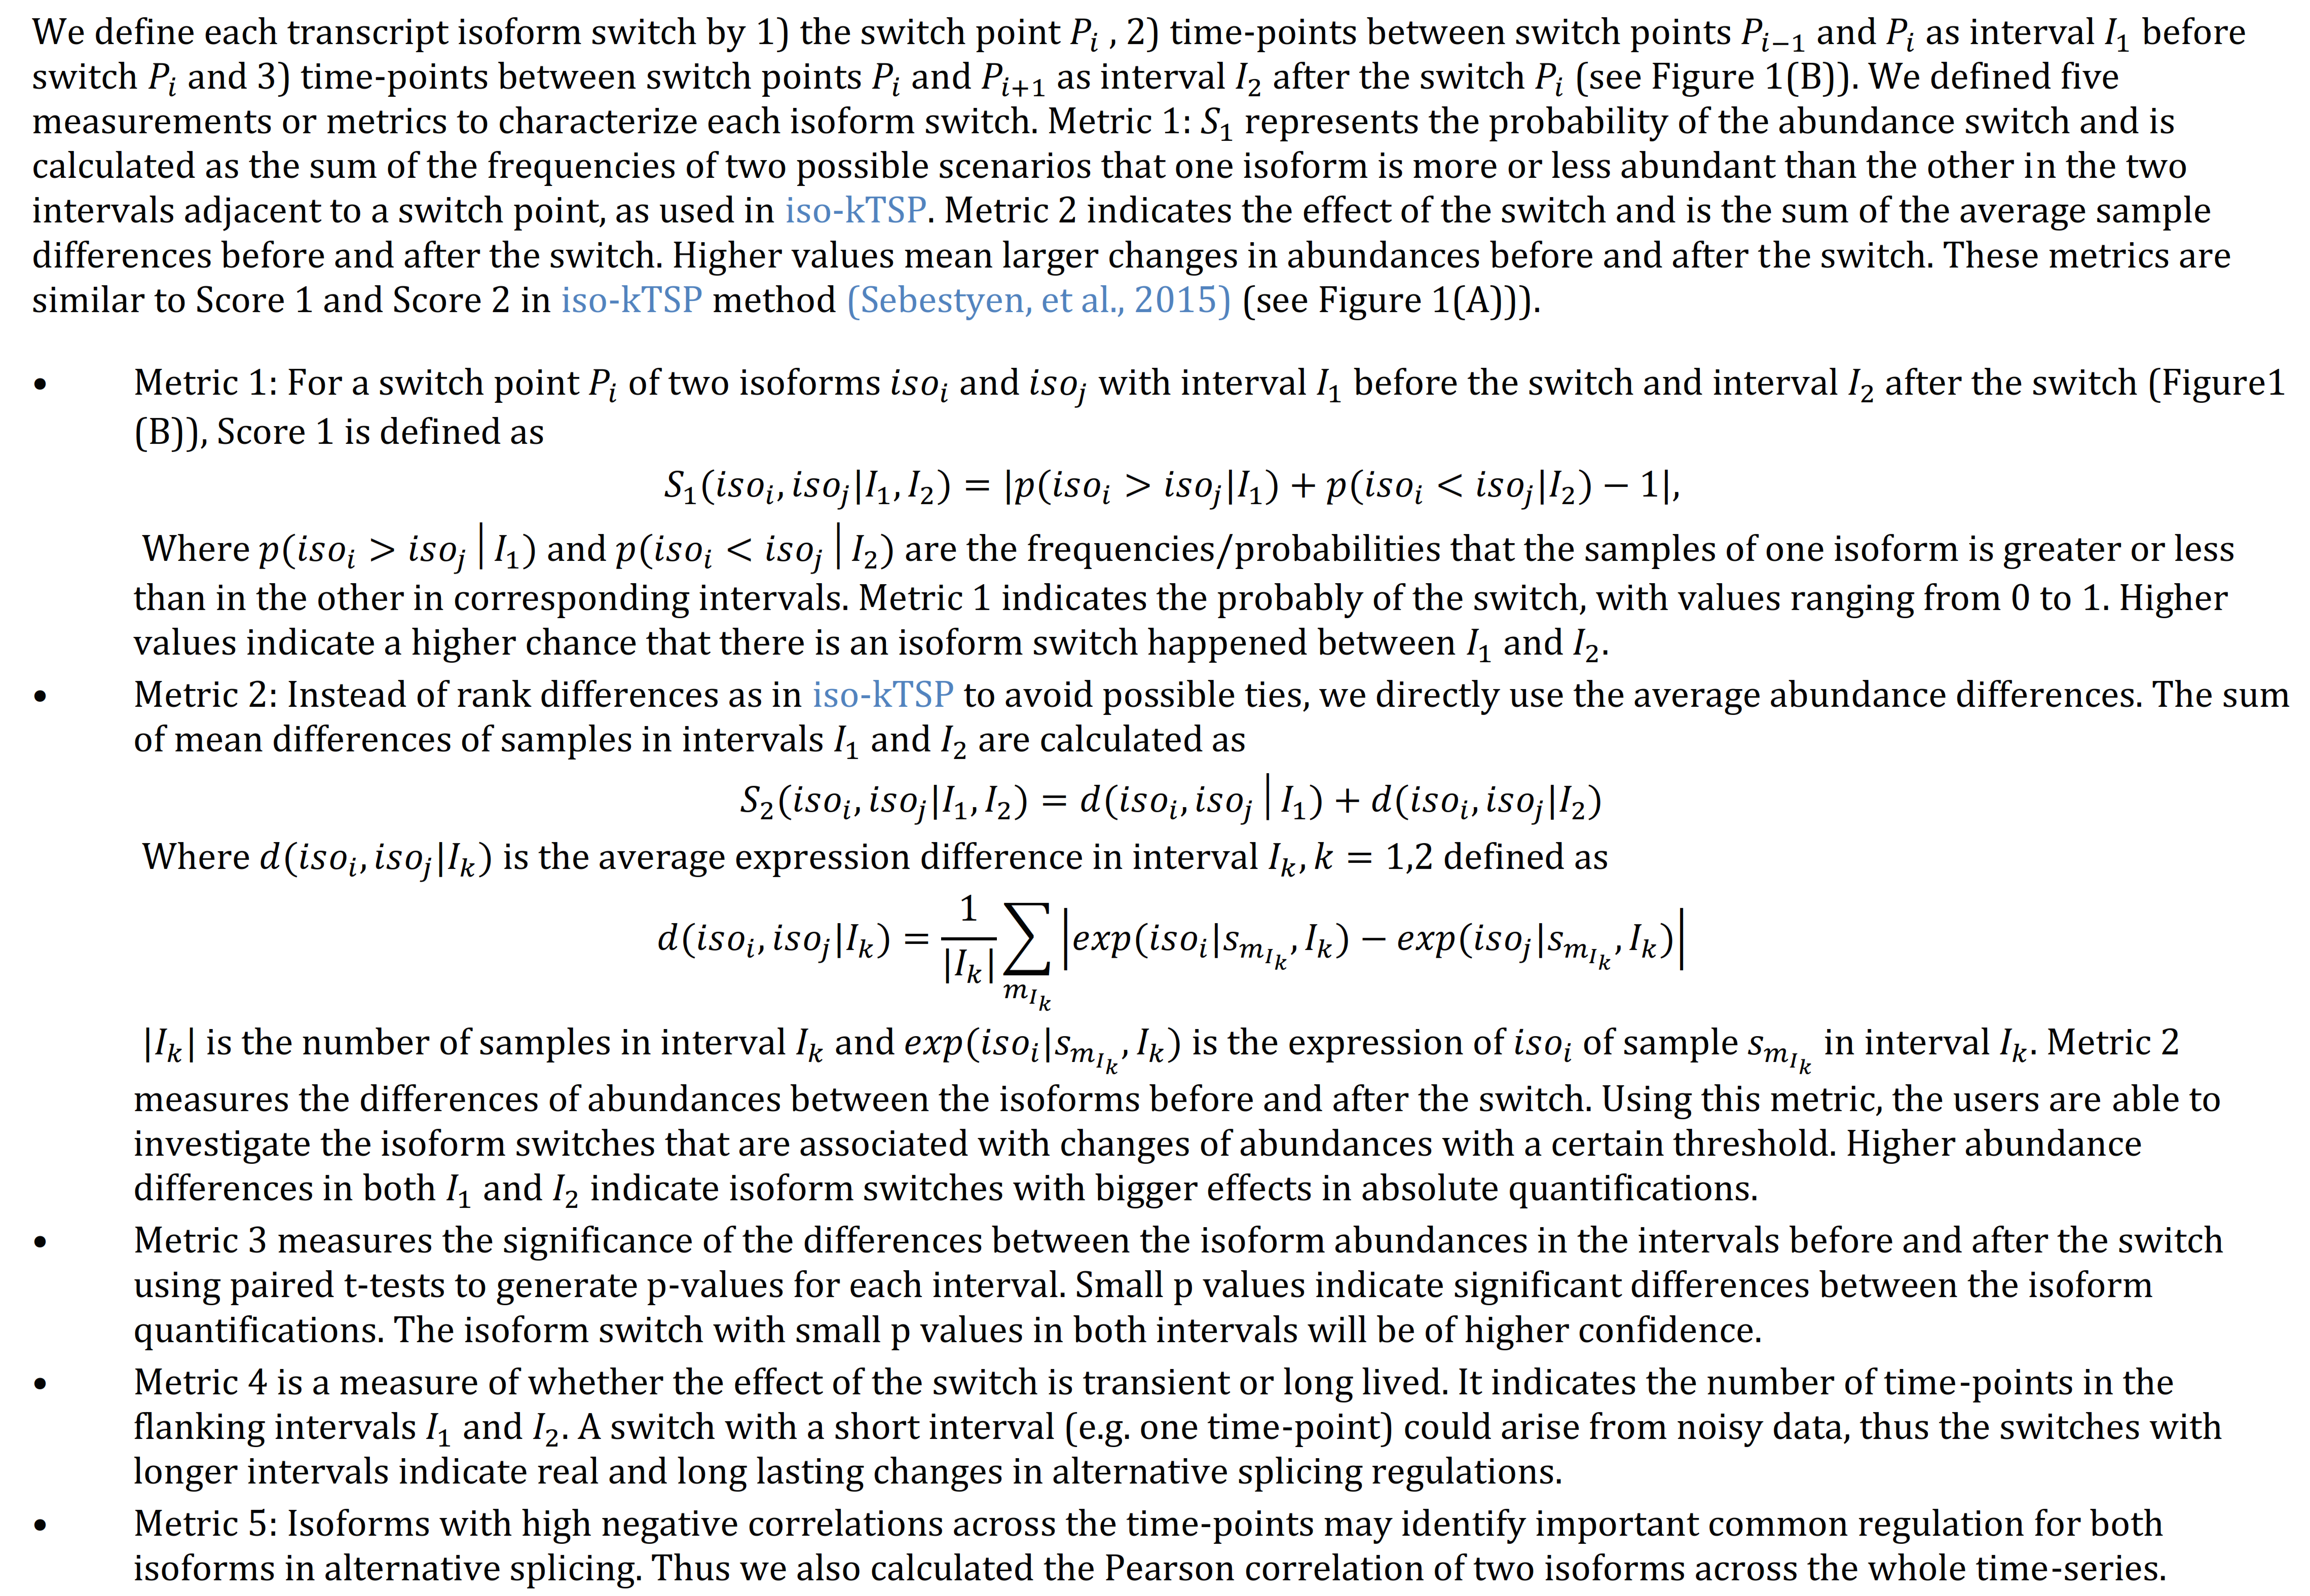 We define each transcript isoform switch by 1) the switch point P_i , 2) time-points between switch points P_{i−1} and P_i as interval I_1 before
switch P_i and 3) time-points between switch points P_i and P_{i+1} as interval I_2 after the switch P_i (see Figure 1(B)). We defined five
measurements or metrics to characterize each isoform switch. Metric 1: S_1 represents the probability of the abundance switch and is
calculated as the sum of the frequencies of two possible scenarios that one isoform is more or less abundant than the other in the two
intervals adjacent to a switch point, as used in iso-kTSP. Metric 2 indicates the effect of the switch and is the sum of the average sample
differences before and after the switch. Higher values mean larger changes in abundances before and after the switch. These metrics are
similar to Score 1 and Score 2 in iso-kTSP method (Sebestyen, et al., 2015) (see Figure 1(A))).
• Metric 1: For a switch point P_i of two isoforms iso_i and iso_j with interval I_1 before the switch and interval I_2 after the switch (Figure1
(B)), Score 1 is defined as
S_1(iso_i, iso_j|I_1, I_2) = |p(iso_i > iso_j|I_1) + p(iso_i < iso_j|I_2) − 1|,
Where p(iso_i > iso_j | I_1) and p(iso_i < iso_j | I_2) are the frequencies/probabilities that the samples of one isoform is greater or less
than in the other in corresponding intervals. Metric 1 indicates the probably of the switch, with values ranging from 0 to 1. Higher
values indicate a higher chance that there is an isoform switch happened between I_1 and I_2.
• Metric 2: Instead of rank differences as in iso-kTSP to avoid possible ties, we directly use the average abundance differences. The sum
of mean differences of samples in intervals I_1 and I_2 are calculated as
S_2(iso_i, iso_j|I_1, I_2) = d(iso_i, iso_j | I_1) + d(iso_i, iso_j|I_2)
Where d(iso_i, iso_j|I_k) is the average expression difference in interval I_k, k = 1,2 defined as
d(iso_i, iso_j|I_k) = \frac{1}{|I_k|} ∑_{m_{I_k}} |exp(iso_i|s_{m_{I_k}}, I_k) − exp(iso_j|s_{m_{I_k}}, I_k)|
|I_k| is the number of samples in interval I_k and exp(iso_i|s_{m_{I_k}}, I_k) is the expression of iso_i of sample s_{m_{I_k}} in interval I_k. Metric 2
measures the differences of abundances between the isoforms before and after the switch. Using this metric, the users are able to
investigate the isoform switches that are associated with changes of abundances with a certain threshold. Higher abundance
differences in both I_1 and I_2 indicate isoform switches with bigger effects in absolute quantifications.
• Metric 3 measures the significance of the differences between the isoform abundances in the intervals before and after the switch
using paired t-tests to generate p-values for each interval. Small p values indicate significant differences between the isoform
quantifications. The isoform switch with small p values in both intervals will be of higher confidence.
• Metric 4 is a measure of whether the effect of the switch is transient or long lived. It indicates the number of time-points in the
flanking intervals I_1 and I_2. A switch with a short interval (e.g. one time-point) could arise from noisy data, thus the switches with
longer intervals indicate real and long lasting changes in alternative splicing regulations.
• Metric 5: Isoforms with high negative correlations across the time-points may identify important common regulation for both
isoforms in alternative splicing. Thus we also calculated the Pearson correlation of two isoforms across the whole time-series.